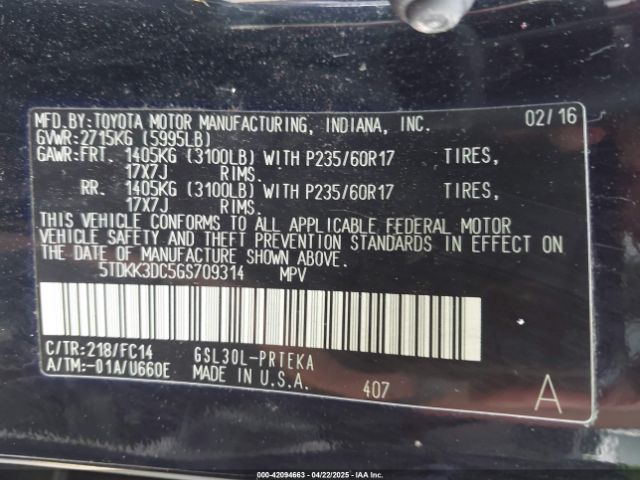 MFD.BY:TOYOTA MOTOR MANUFACTURING, INDIANA, INC. 02/16
GVWR:2715KG (5995LB)
GAWR:FRT. 1405KG (3100LB) WITH P235/60R17 TIRES,
17X7J RIMS.
RR. 1405KG (3100LB) WITH P235/60R17 TIRES,
17X7J RIMS.
THIS VEHICLE CONFORMS TO ALL APPLICABLE FEDERAL MOTOR
VEHICLE SAFETY AND THEFT PREVENTION STANDARDS IN EFFECT ON
THE DATE OF MANUFACTURE SHOWN ABOVE.
5TDKK3DC5GS709314 MPV
C/TR:218/FC14 GSL30L-PRTEKA
A/TM:-01A/U660E MADE IN U.S.A. 407 A
000-42094663 - 04/22/2025 - IAA Inc.